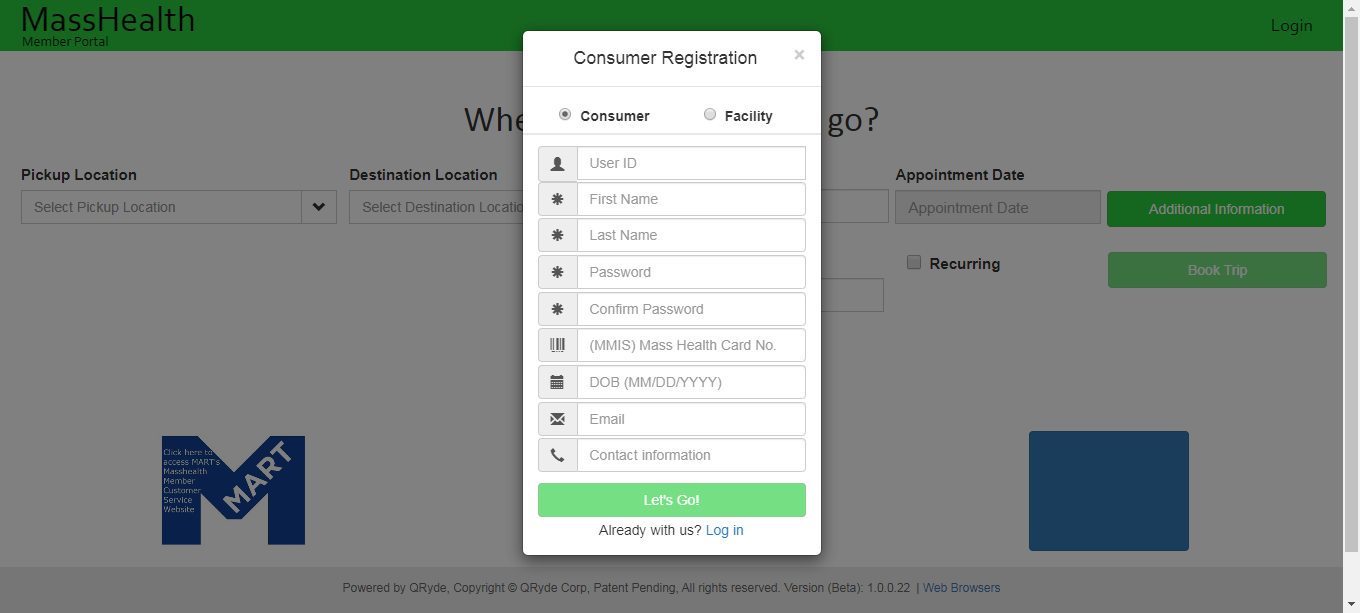 MassHealth
Member Portal
Login
Consumer Registration
×
Whe
go?
Consumer
Facility
Pickup Location
Destination Location
Appointment Date
Select Pickup Location
Select Destination Locatio
Appointment Date
Additional Information
Recurring
Book Trip
User ID
First Name
Last Name
Password
Confirm Password
(MMIS) Mass Health Card No.
DOB (MM/DD/YYYY)
Email
Contact information
Let's Go!
Already with us? Log in
Click here to
access MART's
Masshealth
Member
Customer
Service
Website
MART
Powered by QRyde, Copyright © QRyde Corp, Patent Pending, All rights reserved. Version (Beta): 1.0.0.22 | Web Browsers